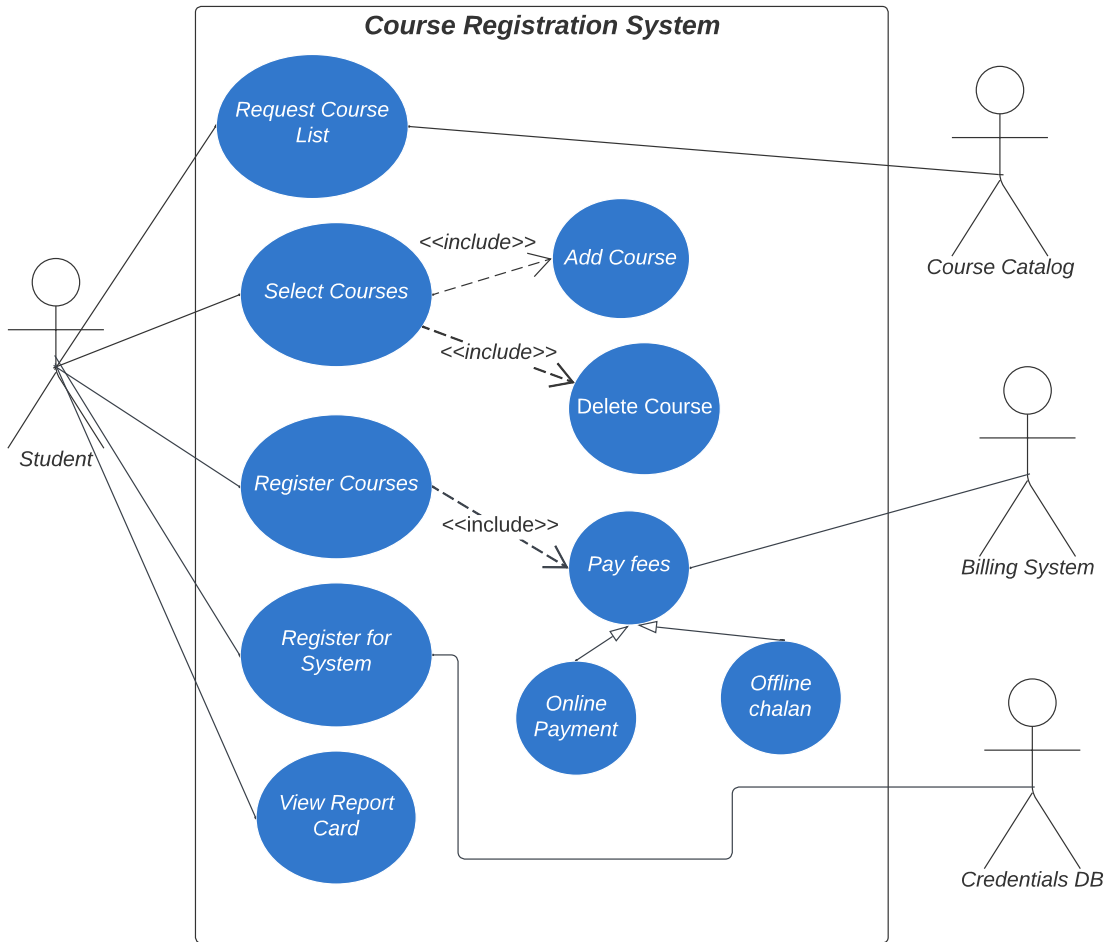 Course Registration System
Request Course
List
<<include>>
Add Course
Select Courses
Course Catalog
<<include>>
Delete Course
Student
Register Courses
<<include>>
Pay fees
Billing System
Register for
System
Online
Payment
Offline
chalan
View Report
Card
Credentials DB